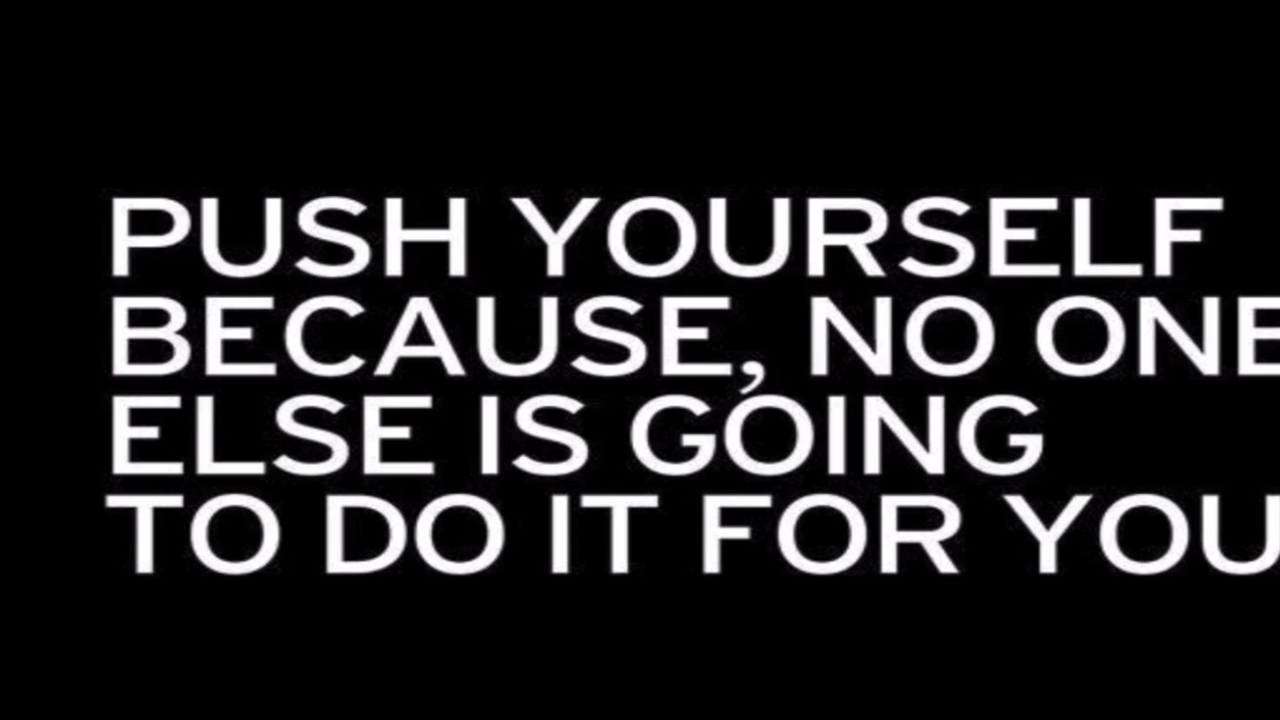 PUSH YOURSELF
BECAUSE, NO ONE
ELSE IS GOING
TO DO IT FOR YOU